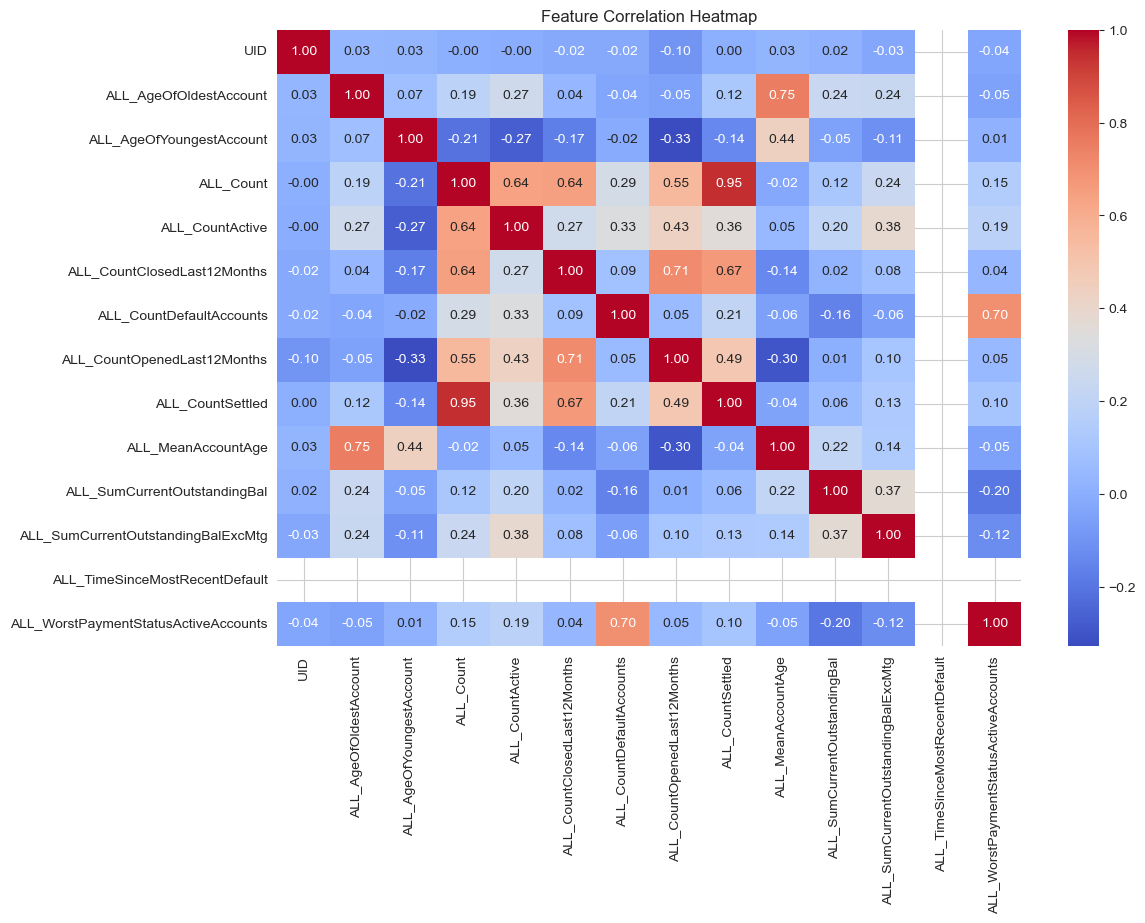 Feature Correlation Heatmap
UID 1.00 0.03 0.03 -0.00 -0.00 -0.02 -0.02 -0.10 0.00 0.03 0.02 -0.03 -0.04
ALL_AgeOfOldestAccount 0.03 1.00 0.07 0.19 0.27 0.04 -0.04 -0.05 0.12 0.75 0.24 0.24 -0.05
ALL_AgeOfYoungestAccount 0.03 0.07 1.00 -0.21 -0.27 -0.17 -0.02 -0.33 -0.14 0.44 -0.05 -0.11 0.01
ALL_Count -0.00 0.19 -0.21 1.00 0.64 0.64 0.29 0.55 0.95 -0.02 0.12 0.24 0.15
ALL_CountActive -0.00 0.27 -0.27 0.64 1.00 0.27 0.33 0.43 0.36 0.05 0.20 0.38 0.19
ALL_CountClosedLast12Months -0.02 0.04 -0.17 0.64 0.27 1.00 0.09 0.71 0.67 -0.14 0.02 0.08 0.04
ALL_CountDefaultAccounts -0.02 -0.04 -0.02 0.29 0.33 0.09 1.00 0.05 0.21 -0.06 -0.16 -0.06 0.70
ALL_CountOpenedLast12Months -0.10 -0.05 -0.33 0.55 0.43 0.71 0.05 1.00 0.49 -0.30 0.01 0.10 0.05
ALL_CountSettled 0.00 0.12 -0.14 0.95 0.36 0.67 0.21 0.49 1.00 -0.04 0.06 0.13 0.10
ALL_MeanAccountAge 0.03 0.75 0.44 -0.02 0.05 -0.14 -0.06 -0.30 -0.04 1.00 0.22 0.14 -0.05
ALL_SumCurrentOutstandingBal 0.02 0.24 -0.05 0.12 0.20 0.02 -0.16 0.01 0.06 0.22 1.00 0.37 -0.20
ALL_SumCurrentOutstandingBalExcMtg -0.03 0.24 -0.11 0.24 0.38 0.08 -0.06 0.10 0.13 0.14 0.37 1.00 -0.12
ALL_TimeSinceMostRecentDefault
ALL_WorstPaymentStatusActiveAccounts -0.04 -0.05 0.01 0.15 0.19 0.04 0.70 0.05 0.10 -0.05 -0.20 -0.12 1.00
UID
ALL_AgeOfOldestAccount
ALL_AgeOfYoungestAccount
ALL_Count
ALL_CountActive
ALL_CountClosedLast12Months
ALL_CountDefaultAccounts
ALL_CountOpenedLast12Months
ALL_CountSettled
ALL_MeanAccountAge
ALL_SumCurrentOutstandingBal
ALL_SumCurrentOutstandingBalExcMtg
ALL_TimeSinceMostRecentDefault
ALL_WorstPaymentStatusActiveAccounts
1.0
0.8
0.6
0.4
0.2
0.0
−0.2